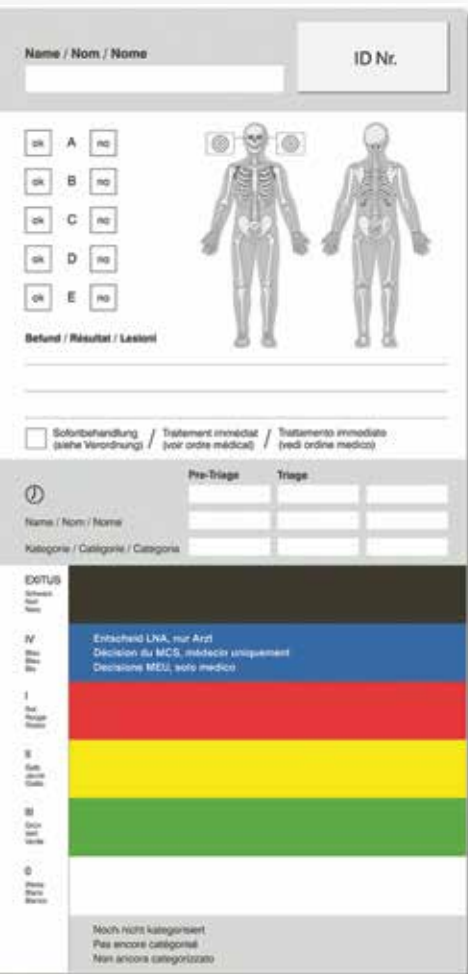 Name / Nom / Nome
ID Nr.
ok A no
ok B no
ok C no
ok D no
ok E no
Befund / Résultat / Lesioni
Sofortbehandlung / Traitement immédiat / Trattamento immediato
(siehe Verordnung) (voir ordre médical) (vedi ordine medico)
Pre-Triage Triage
Name / Nom / Nome
Kategorie / Catégorie / Categoria
EXITUS
Schwarz
Noir
Nero
IV
Blau
Bleu
Blu
Entscheid LNA, nur Arzt
Décision du MCS, médecin uniquement
Decisione MEU, solo medico
I
Rot
Rouge
Rosso
II
Gelb
Jaune
Giallo
III
Grün
Vert
Verde
0
Weiss
Blanc
Bianco
Noch nicht kategorisiert
Pas encore catégorisé
Non ancora categorizzato